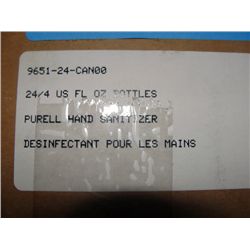 9651-24-CAN00
24/4 US FL OZ BOTTLES
PURELL HAND SANITIZER
DESINFECTANT POUR LES MAINS